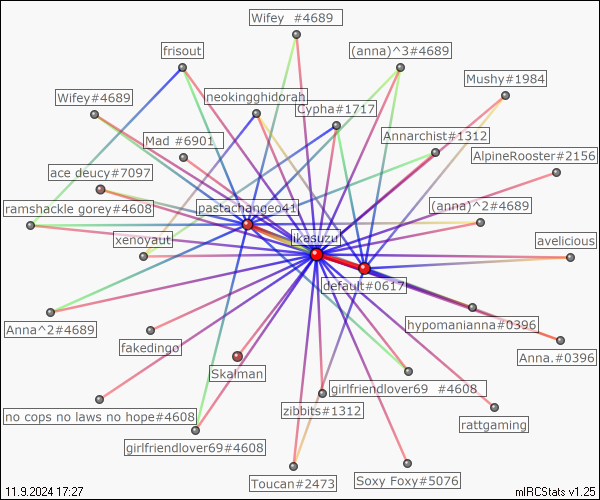 Wifey  #4689
frisout
(anna)^3#4689
Mushy#1984
Wifey#4689
neokingghidorah
Cypha#1717
Mad #6901
Annarchist#1312
AlpineRooster#2156
ace deucy#7097
ramshackle gorey#4608
pastachange041
(anna)^2#4689
xenoyaut
ikasuzu
avelicious
default#0617
Anna^2#4689
hypomanianna#0396
fakedingo
Anna.#0396
Skalman
girlfriendlover69  #4608
no cops no laws no hope#4608
zibbits#1312
rattgaming
girlfriendlover69#4608
Toucan#2473
Soxy Foxy#5076
11.9.2024 17:27
mIRCStats v1.25